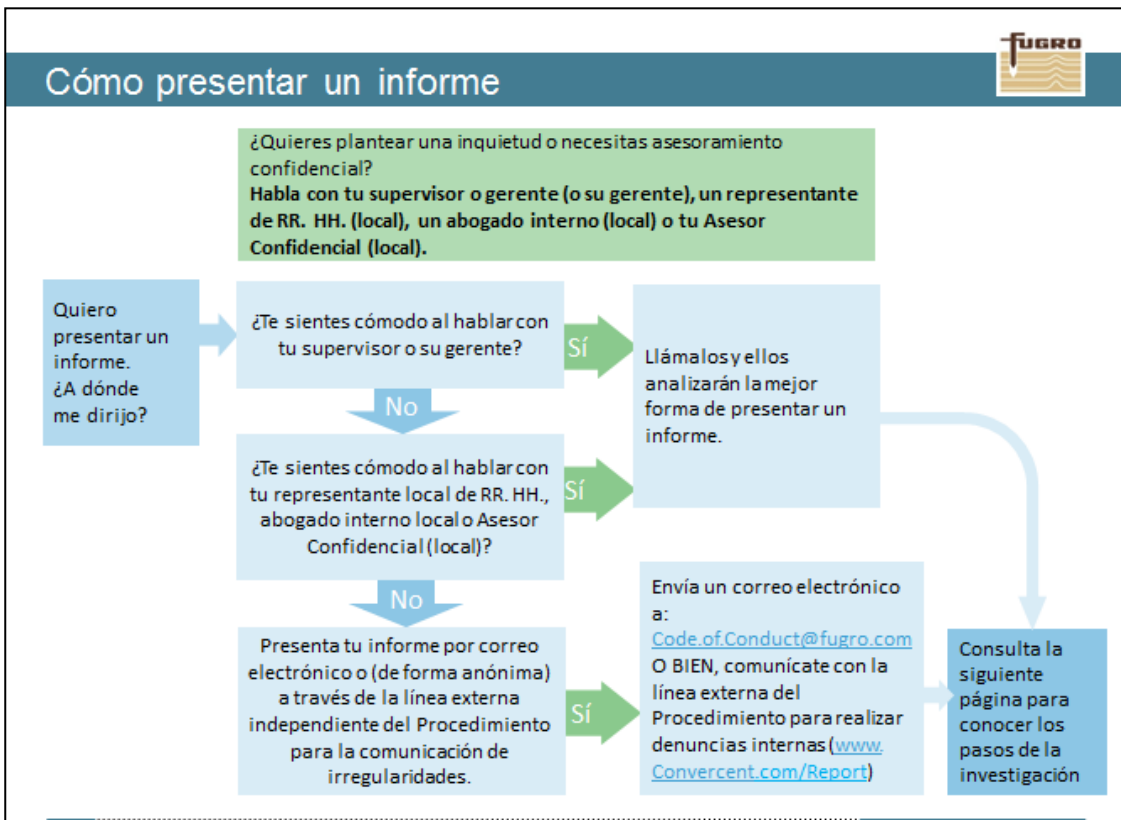 fugro
Cómo presentar un informe
¿Quieres plantear una inquietud o necesitas asesoramiento
confidencial?
Habla con tu supervisor o gerente (o su gerente), un representante
de RR. HH. (local), un abogado interno (local) o tu Asesor
Confidencial (local).
Quiero
presentar un
informe.
¿A dónde
me dirijo?
¿Te sientes cómodo al hablar con
tu supervisor o su gerente?
Sí
Llámalos y ellos
analizarán la mejor
forma de presentar un
informe.
No
¿Te sientes cómodo al hablar con
tu representante local de RR. HH.,
abogado interno local o Asesor
Confidencial (local)?
Sí
No
Presenta tu informe por correo
electrónico o (de forma anónima)
a través de la línea externa
independiente del Procedimiento
para la comunicación de
irregularidades.
Sí
Envía un correo electrónico
a:
Code.of.Conduct@fugro.com
O BIEN, comunícate con la
línea externa del
Procedimiento para realizar
denuncias internas (www.
Convercent.com/Report)
Consulta la
siguiente
página para
conocer los
pasos de la
investigación